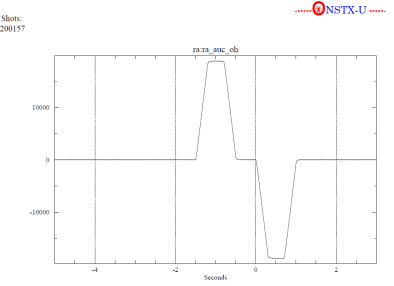 NSTX-U
Shots:
200157
ra:ra_auc_oh
10000
0
-10000
-4
-2
0
2
Seconds